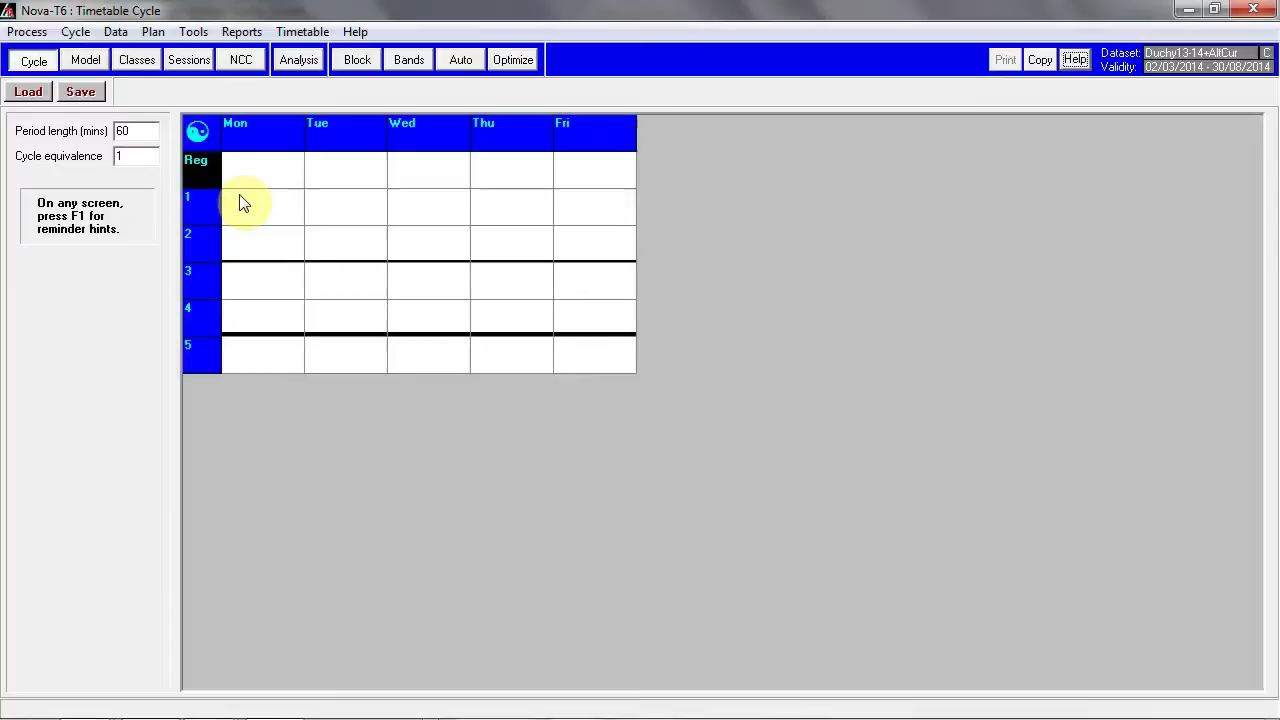 Nova-T6 : Timetable Cycle
Process Cycle Data Plan Tools Reports Timetable Help
Cycle Model Classes Sessions NCC Analysis Block Bands Auto Optimize Print Copy Help Dataset: Duchy13-14+AltCur C
Validity: 02/03/2014 - 30/08/2014
Load Save
Period length (mins) 60
Cycle equivalence 1
On any screen,
press F1 for
reminder hints.
Mon Tue Wed Thu Fri
Reg
1
2
3
4
5